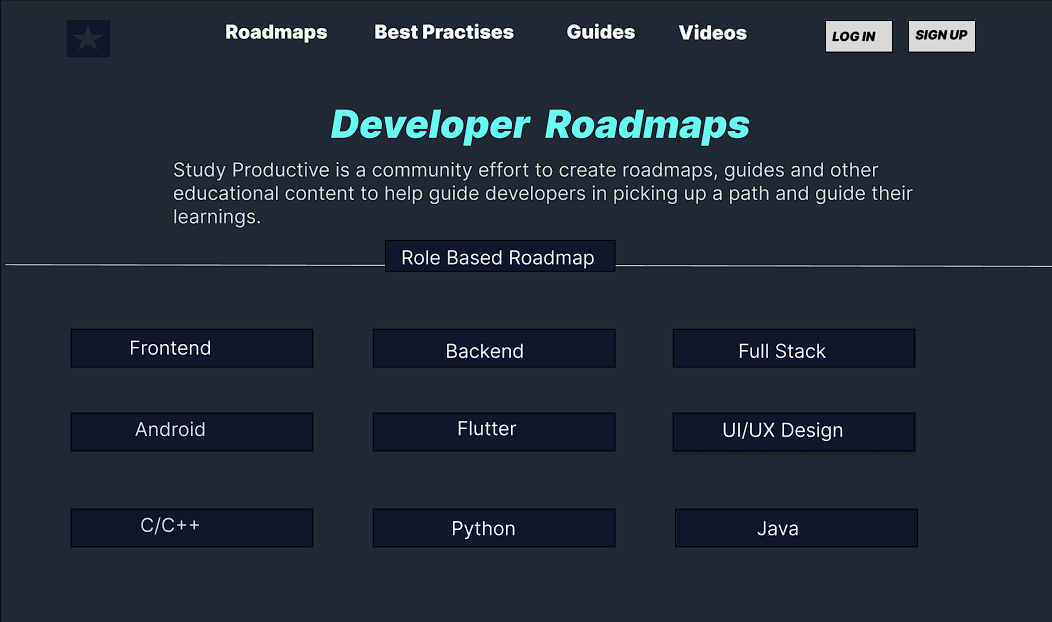 Roadmaps Best Practises Guides Videos LOG IN SIGN UP
Developer Roadmaps
Study Productive is a community effort to create roadmaps, guides and other
educational content to help guide developers in picking up a path and guide their
learnings.
Role Based Roadmap
Frontend Backend Full Stack
Android Flutter UI/UX Design
C/C++ Python Java